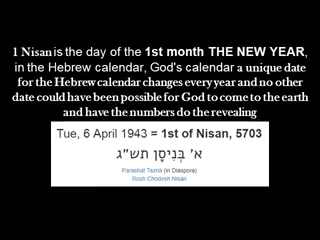 1 Nisan is the day of the 1st month THE NEW YEAR,
in the Hebrew calendar, God's calendar a unique date
for the Hebrew calendar changes every year and no other
date could have been possible for God to come to the earth
and have the numbers do the revealing
Tue, 6 April 1943 = 1st of Nisan, 5703
א׳ בְּנִיסָן תש״ג
Parashat Tazria (in Diaspora)
Rosh Chodesh Nisan